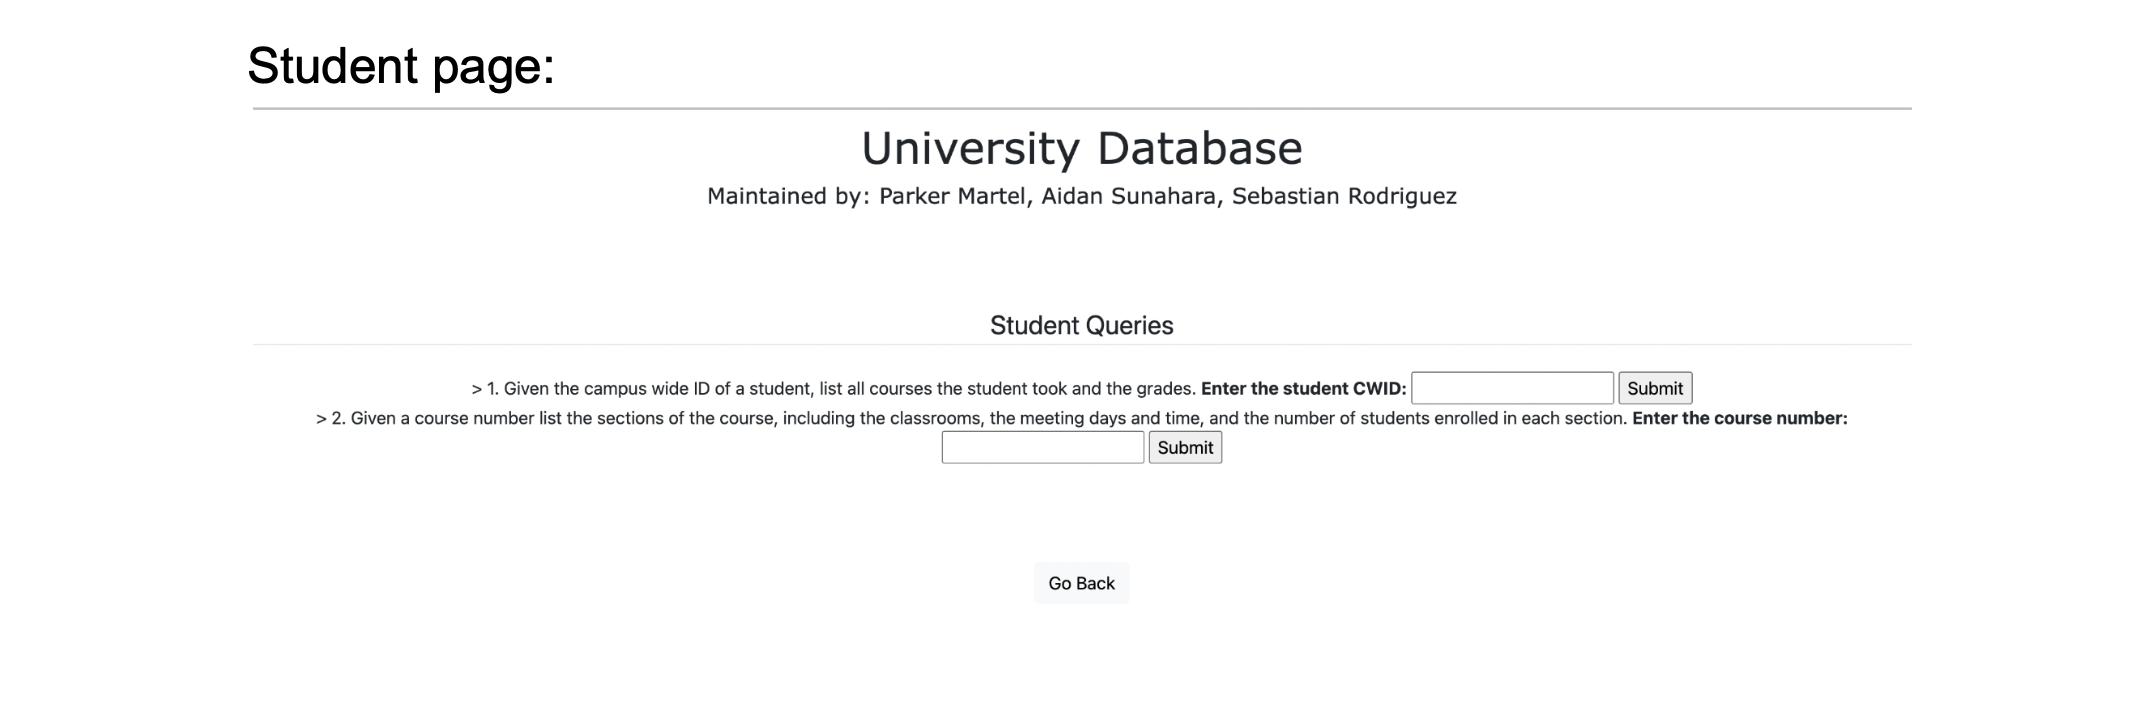 Student page:
University Database
Maintained by: Parker Martel, Aidan Sunahara, Sebastian Rodriguez
Student Queries
> 1. Given the campus wide ID of a student, list all courses the student took and the grades. Enter the student CWID: Submit
> 2. Given a course number list the sections of the course, including the classrooms, the meeting days and time, and the number of students enrolled in each section. Enter the course number:
Submit
Go Back